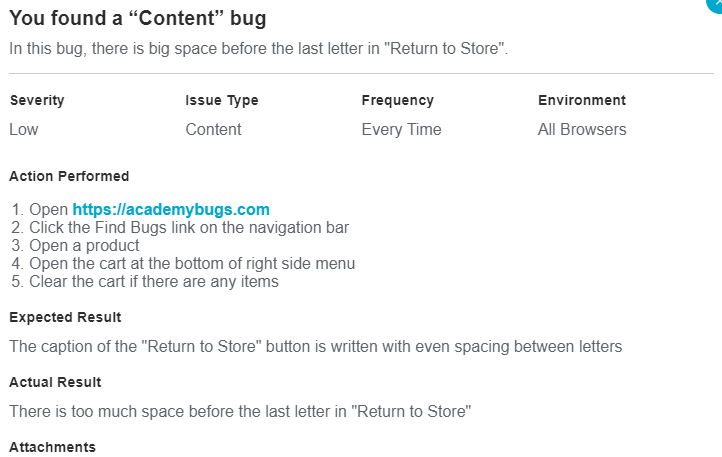 You found a “Content” bug
In this bug, there is big space before the last letter in "Return to Store".
Severity Issue Type Frequency Environment
Low Content Every Time All Browsers
Action Performed
1. Open https://academybugs.com
2. Click the Find Bugs link on the navigation bar
3. Open a product
4. Open the cart at the bottom of right side menu
5. Clear the cart if there are any items
Expected Result
The caption of the "Return to Store" button is written with even spacing between letters
Actual Result
There is too much space before the last letter in "Return to Store"
Attachments